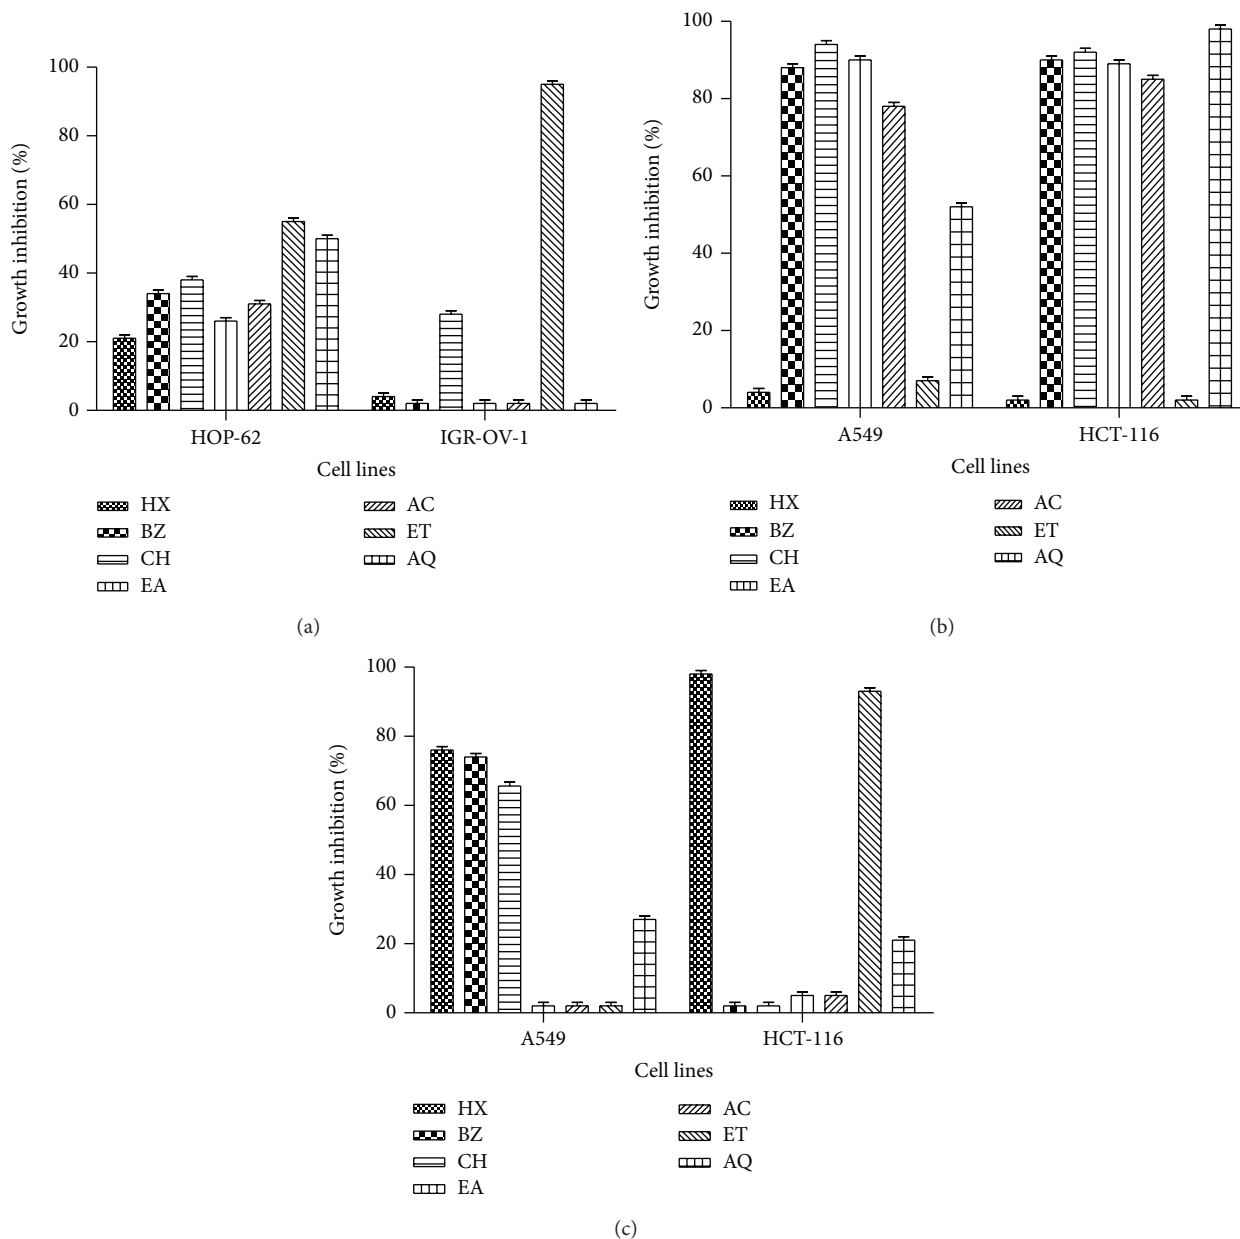 100
80
60
40
20
0
Growth inhibition (%)
HOP-62 IGR-OV-1
Cell lines
HX AC
BZ ET
CH AQ
EA
(a)
100
80
60
40
20
0
Growth inhibition (%)
A549 HCT-116
Cell lines
HX AC
BZ ET
CH AQ
EA
(b)
100
80
60
40
20
0
Growth inhibition (%)
A549 HCT-116
Cell lines
HX AC
BZ ET
CH AQ
EA
(c)